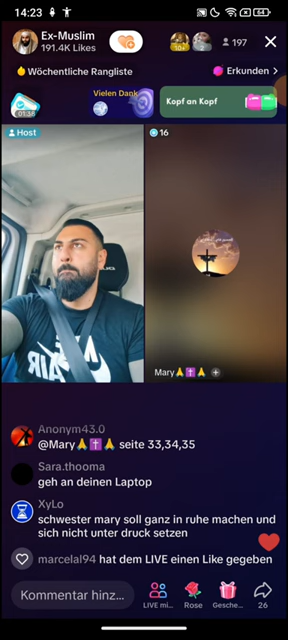 14:23
64
Ex-Muslim
191.4K Likes
197
Wöchentliche Rangliste
Erkunden >
01:38
Vielen Dank
Kopf an Kopf
Host
16
Mary🙏✝️🙏
Anonym43.0
@Mary🙏✝️🙏 seite 33,34,35
Sara.thooma
geh an deinen Laptop
XyLo
schwester mary soll ganz in ruhe machen und
sich nicht unter druck setzen
marcelal94 hat dem LIVE einen Like gegeben
Kommentar hinz...
LIVE mi...
Rose
Gesche...
26